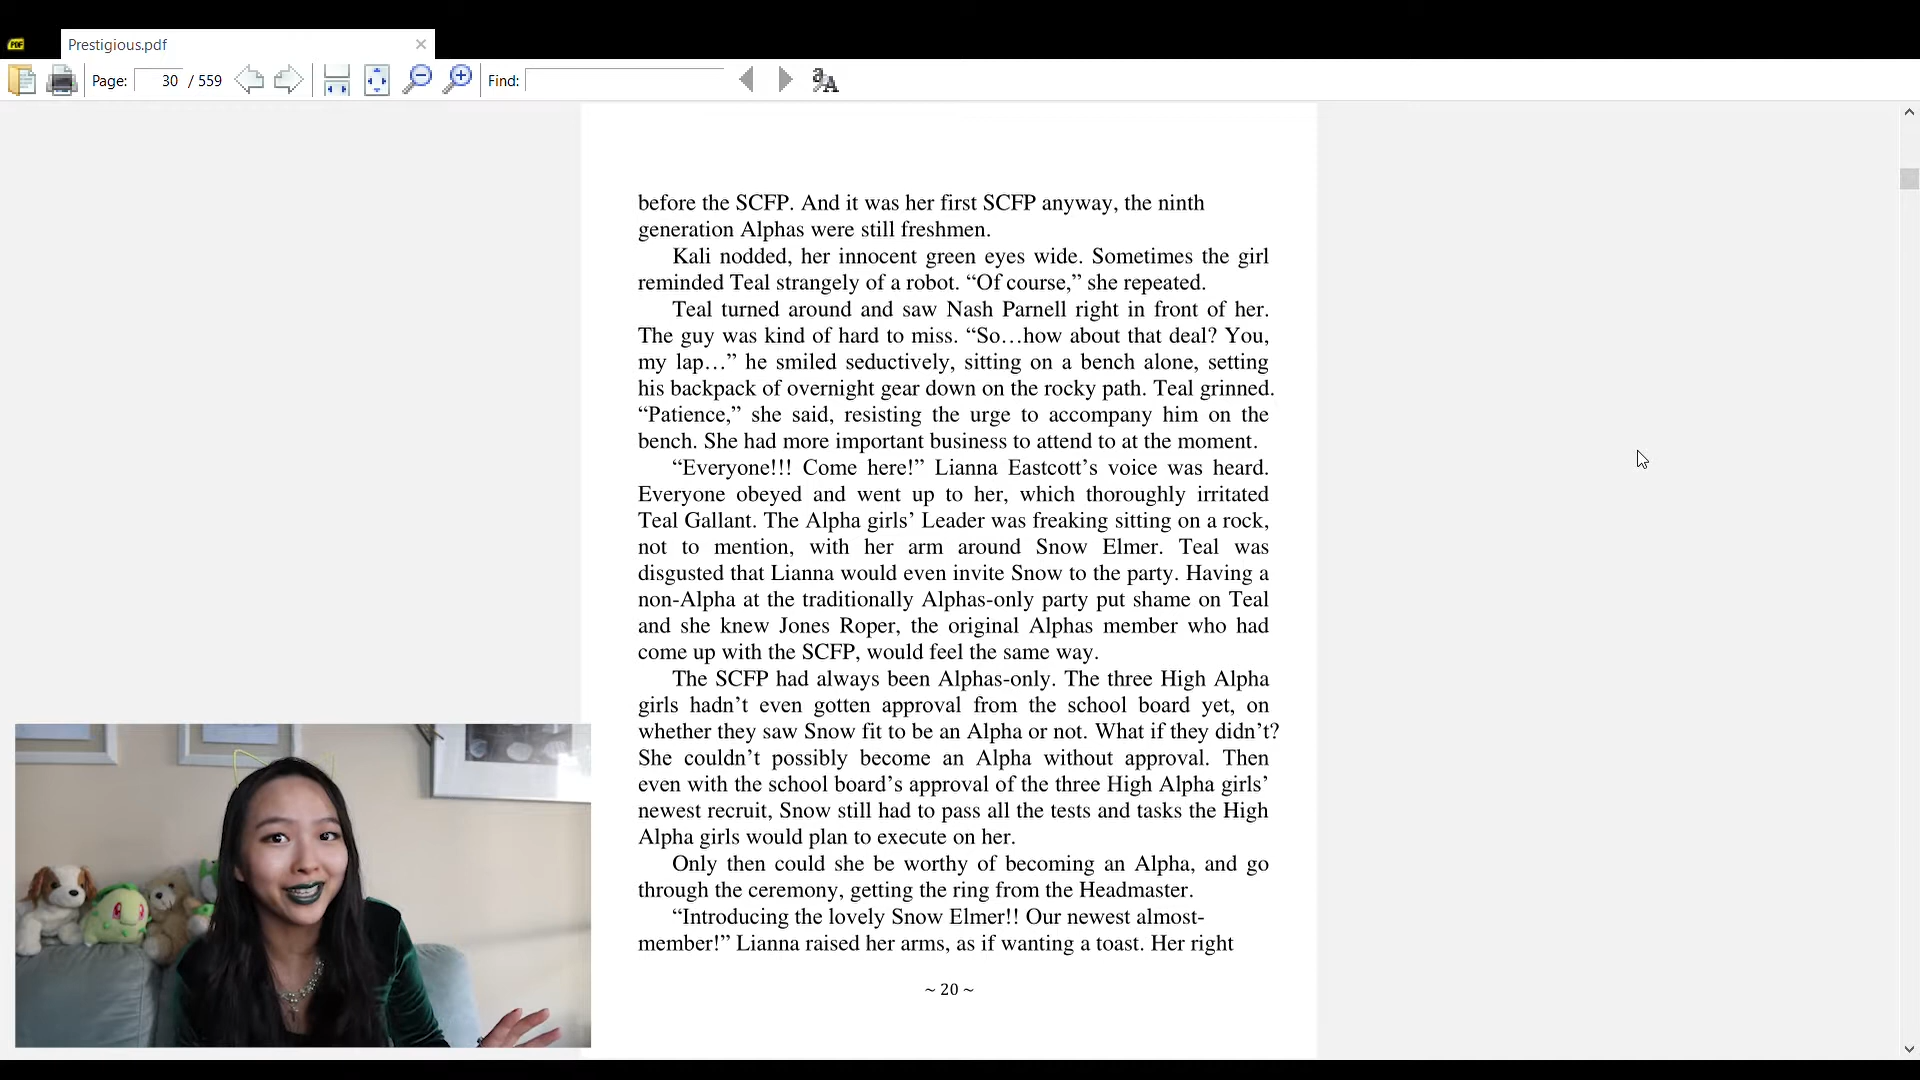 PDF
Prestigious.pdf
Page: 30 / 559
Find:
before the SCFP. And it was her first SCFP anyway, the ninth
generation Alphas were still freshmen.
Kali nodded, her innocent green eyes wide. Sometimes the girl
reminded Teal strangely of a robot. “Of course,” she repeated.
Teal turned around and saw Nash Parnell right in front of her.
The guy was kind of hard to miss. “So…how about that deal? You,
my lap…” he smiled seductively, sitting on a bench alone, setting
his backpack of overnight gear down on the rocky path. Teal grinned.
“Patience,” she said, resisting the urge to accompany him on the
bench. She had more important business to attend to at the moment.
“Everyone!!! Come here!” Lianna Eastcott’s voice was heard.
Everyone obeyed and went up to her, which thoroughly irritated
Teal Gallant. The Alpha girls’ Leader was freaking sitting on a rock,
not to mention, with her arm around Snow Elmer. Teal was
disgusted that Lianna would even invite Snow to the party. Having a
non-Alpha at the traditionally Alphas-only party put shame on Teal
and she knew Jones Roper, the original Alphas member who had
come up with the SCFP, would feel the same way.
The SCFP had always been Alphas-only. The three High Alpha
girls hadn’t even gotten approval from the school board yet, on
whether they saw Snow fit to be an Alpha or not. What if they didn’t?
She couldn’t possibly become an Alpha without approval. Then
even with the school board’s approval of the three High Alpha girls’
newest recruit, Snow still had to pass all the tests and tasks the High
Alpha girls would plan to execute on her.
Only then could she be worthy of becoming an Alpha, and go
through the ceremony, getting the ring from the Headmaster.
“Introducing the lovely Snow Elmer!! Our newest almost-
member!” Lianna raised her arms, as if wanting a toast. Her right
~ 20 ~